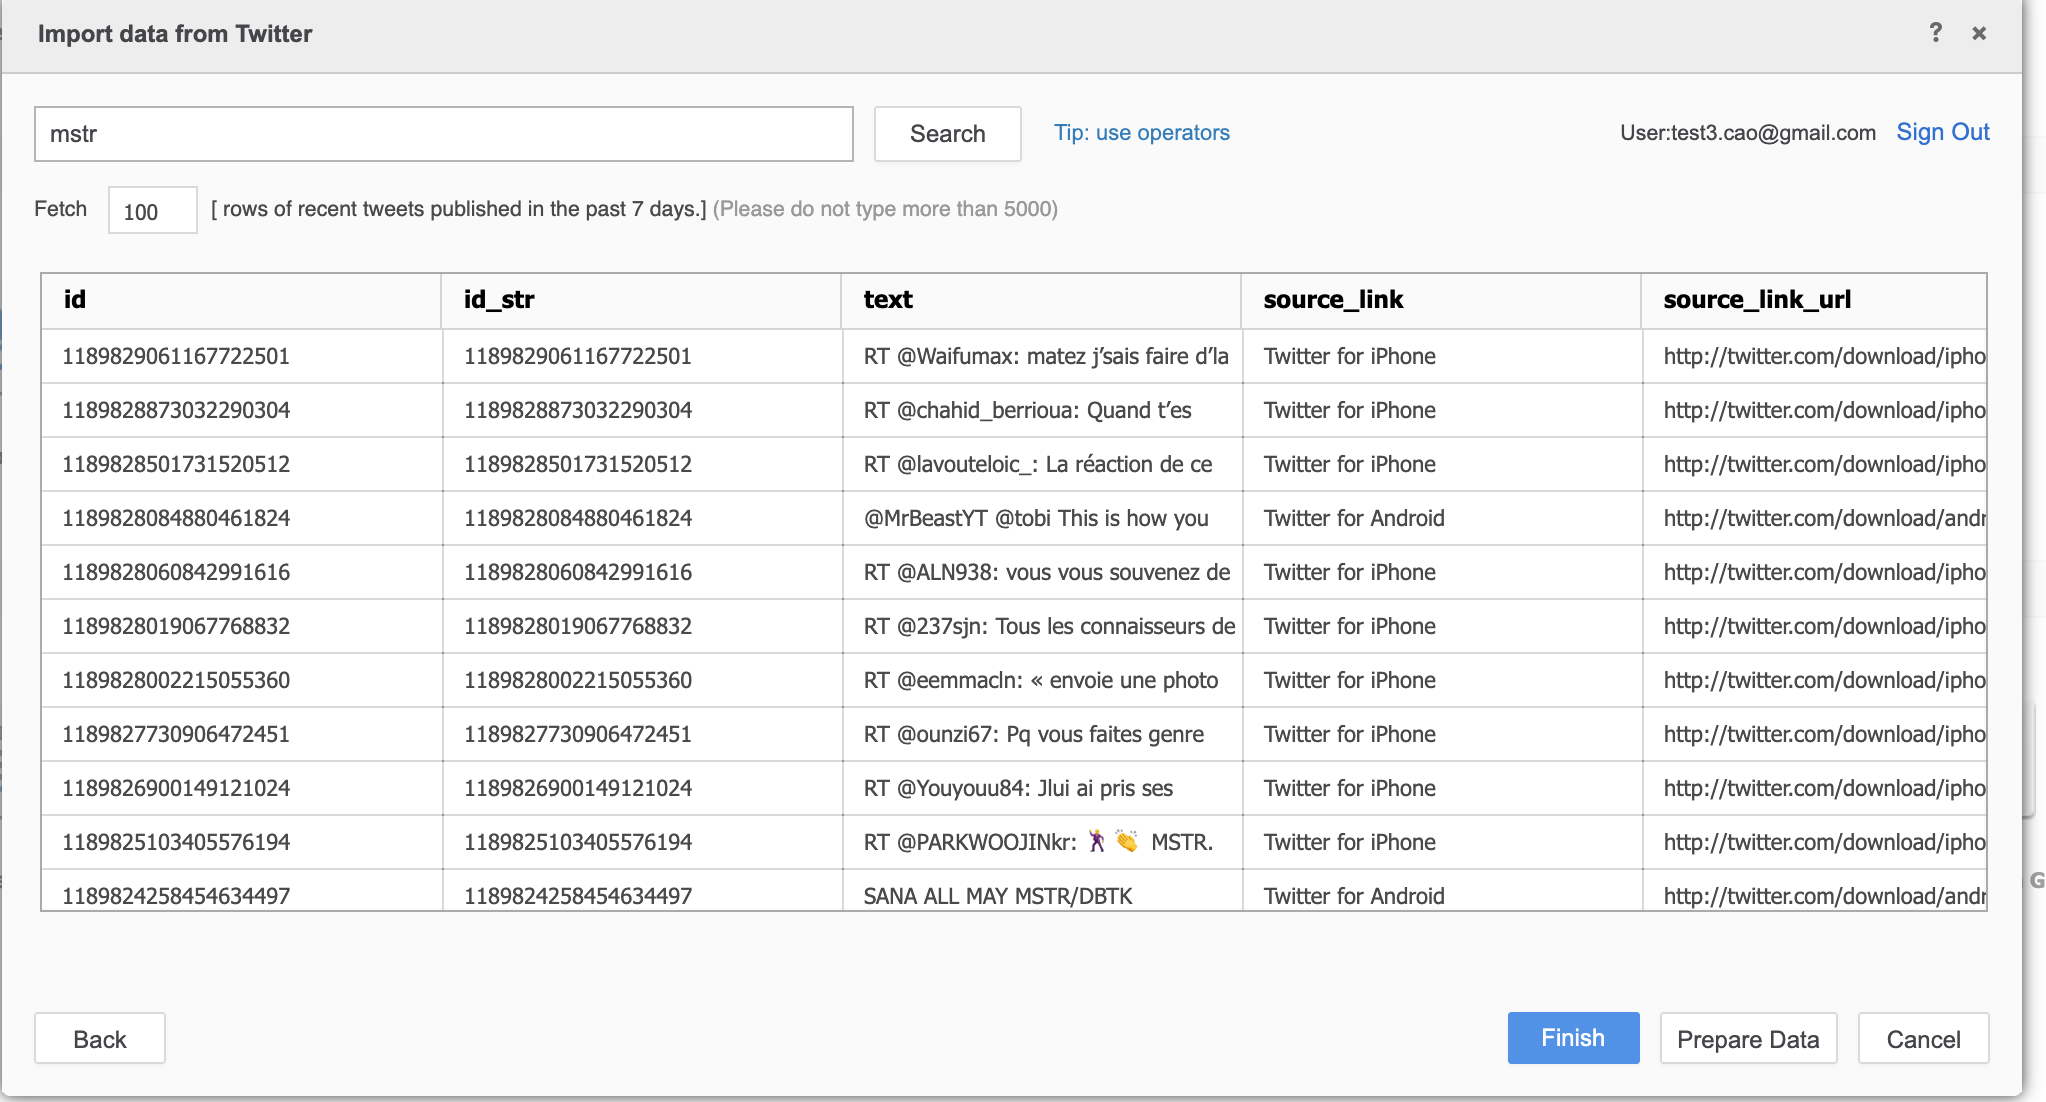 Import data from Twitter ? ×
mstr Search Tip: use operators User:test3.cao@gmail.com Sign Out
Fetch 100 [ rows of recent tweets published in the past 7 days.] (Please do not type more than 5000)
id id_str text source_link source_link_url
1189829061167722501 1189829061167722501 RT @Waifumax: matez j’sais faire d’la Twitter for iPhone http://twitter.com/download/ipho
1189828873032290304 1189828873032290304 RT @chahid_berrioua: Quand t’es Twitter for iPhone http://twitter.com/download/ipho
1189828501731520512 1189828501731520512 RT @lavouteloic_: La réaction de ce Twitter for iPhone http://twitter.com/download/ipho
1189828084880461824 1189828084880461824 @MrBeastYT @tobi This is how you Twitter for Android http://twitter.com/download/andr
1189828060842991616 1189828060842991616 RT @ALN938: vous vous souvenez de Twitter for iPhone http://twitter.com/download/ipho
1189828019067768832 1189828019067768832 RT @237sjn: Tous les connaisseurs de Twitter for iPhone http://twitter.com/download/ipho
1189828002215055360 1189828002215055360 RT @eemmacln: « envoie une photo Twitter for iPhone http://twitter.com/download/ipho
1189827730906472451 1189827730906472451 RT @ounzi67: Pq vous faites genre Twitter for iPhone http://twitter.com/download/ipho
1189826900149121024 1189826900149121024 RT @Youyouu84: Jlui ai pris ses Twitter for iPhone http://twitter.com/download/ipho
1189825103405576194 1189825103405576194 RT @PARKWOOJINkr: 🕺 👏 MSTR. Twitter for iPhone http://twitter.com/download/ipho
1189824258454634497 1189824258454634497 SANA ALL MAY MSTR/DBTK Twitter for Android http://twitter.com/download/andr
G
Back Finish Prepare Data Cancel